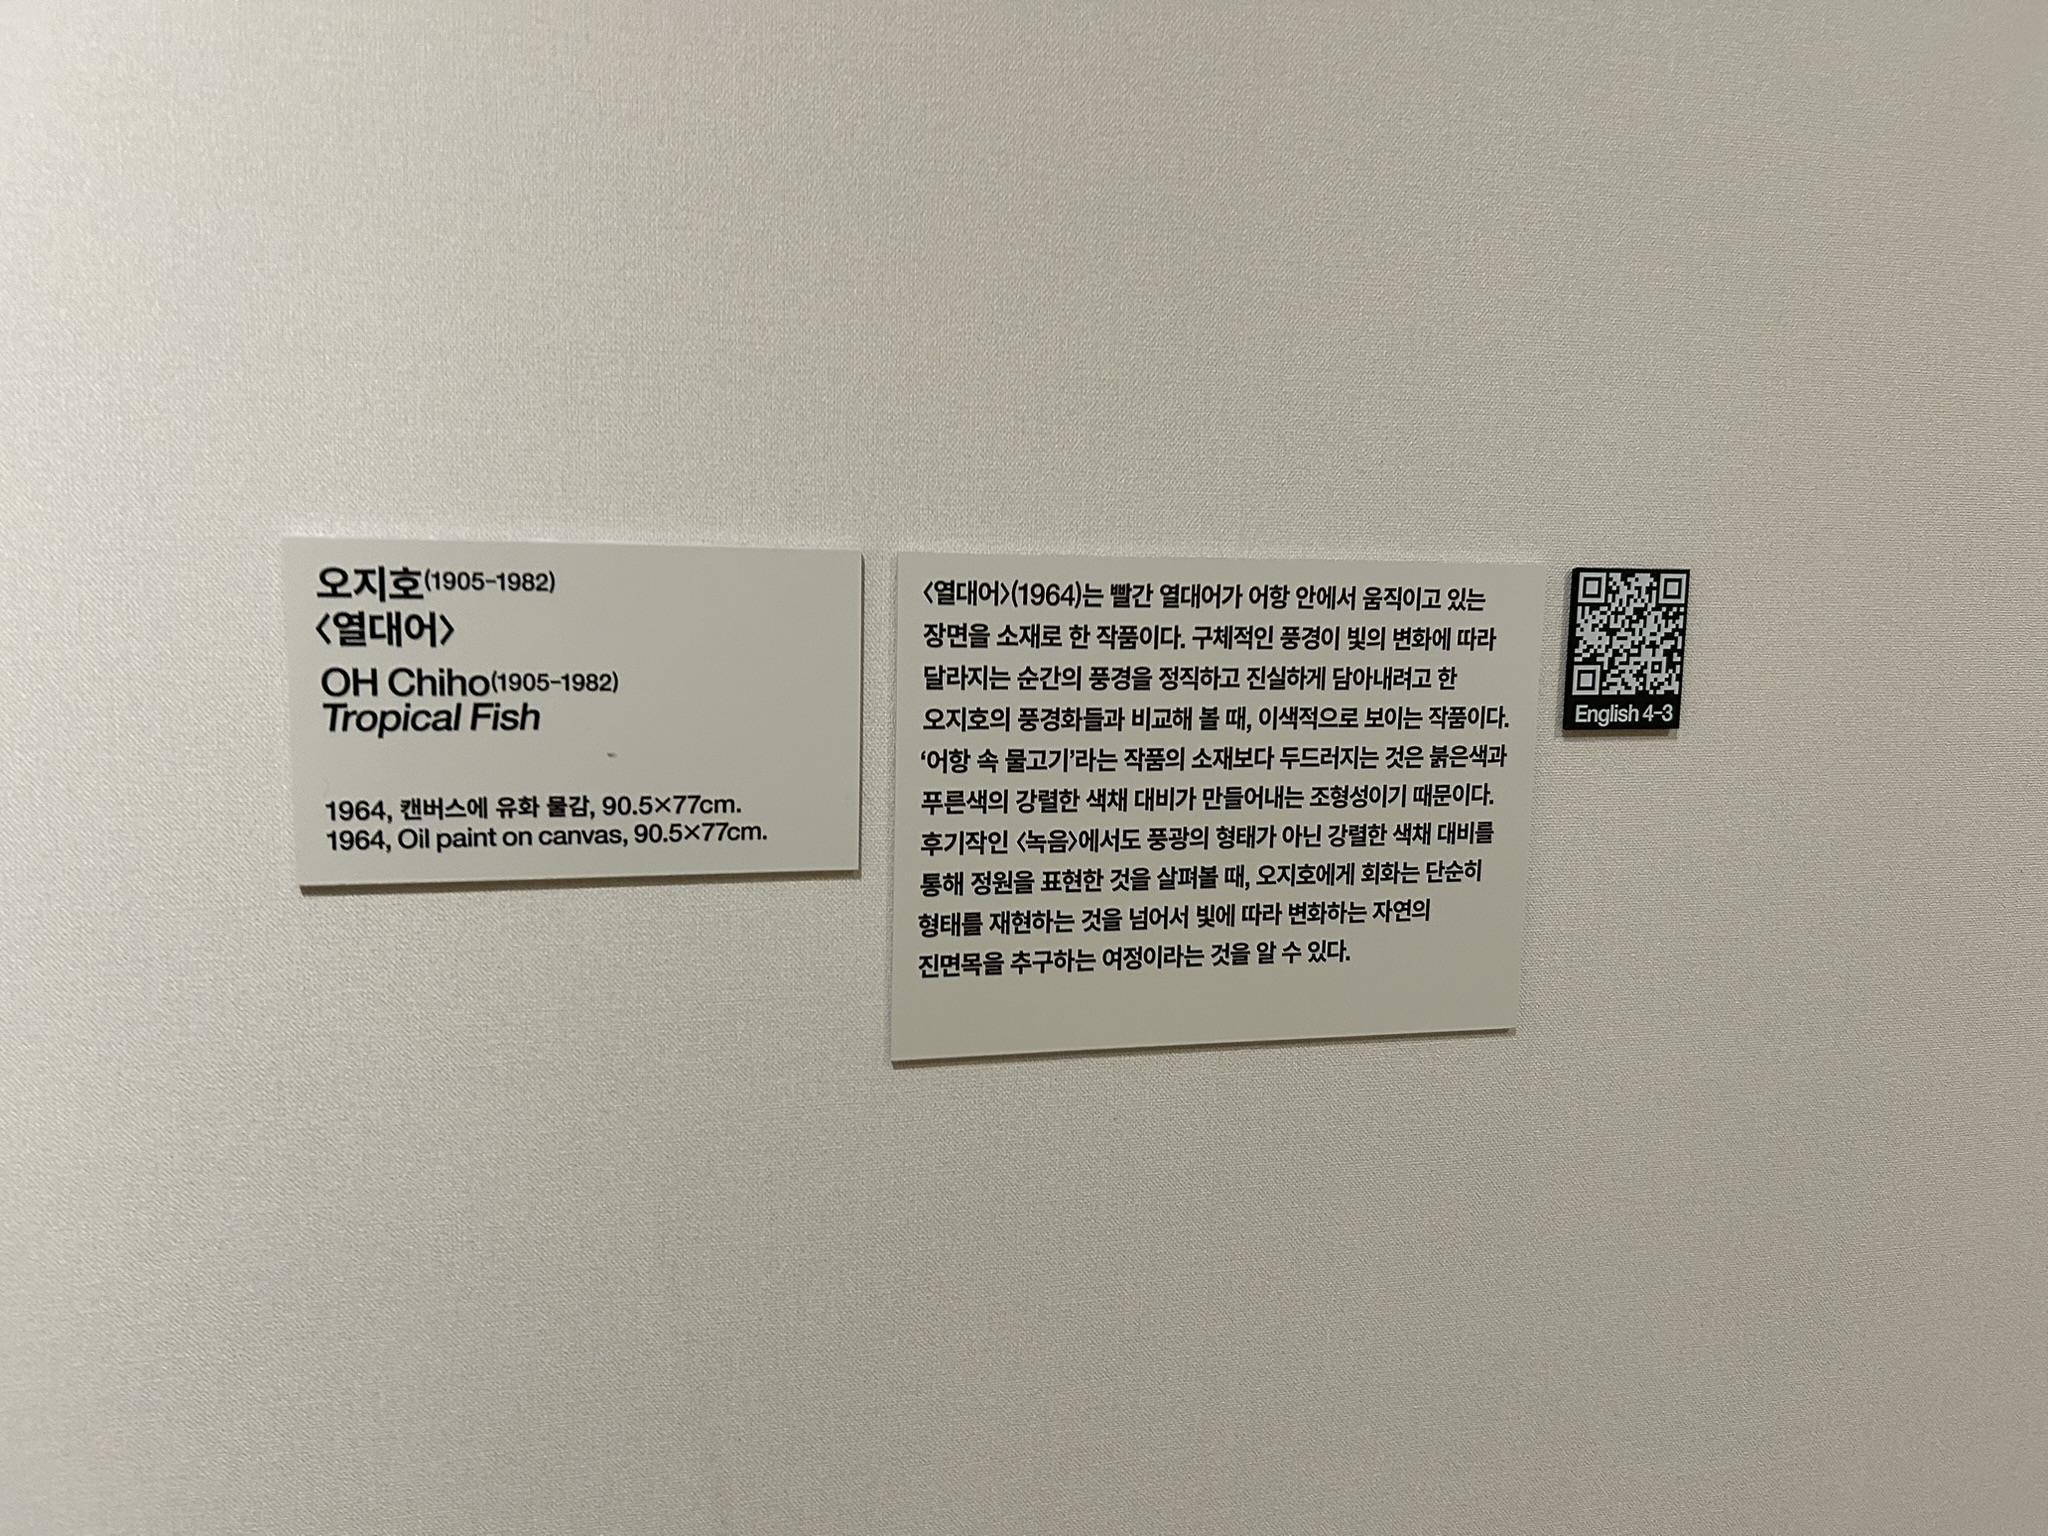 오지호(1905-1982)
〈열대어〉
OH Chiho(1905-1982)
Tropical Fish
1964, 캔버스에 유화 물감, 90.5×77cm.
1964, Oil paint on canvas, 90.5×77cm.
〈열대어〉(1964)는 빨간 열대어가 어항 안에서 움직이고 있는
장면을 소재로 한 작품이다. 구체적인 풍경이 빛의 변화에 따라
달라지는 순간의 풍경을 정직하고 진실하게 담아내려고 한
오지호의 풍경화들과 비교해 볼 때, 이색적으로 보이는 작품이다.
‘어항 속 물고기’라는 작품의 소재보다 두드러지는 것은 붉은색과
푸른색의 강렬한 색채 대비가 만들어내는 조형성이기 때문이다.
후기작인 〈녹음〉에서도 풍광의 형태가 아닌 강렬한 색채 대비를
통해 정원을 표현한 것을 살펴볼 때, 오지호에게 회화는 단순히
형태를 재현하는 것을 넘어서 빛에 따라 변화하는 자연의
진면목을 추구하는 여정이라는 것을 알 수 있다.
English 4-3